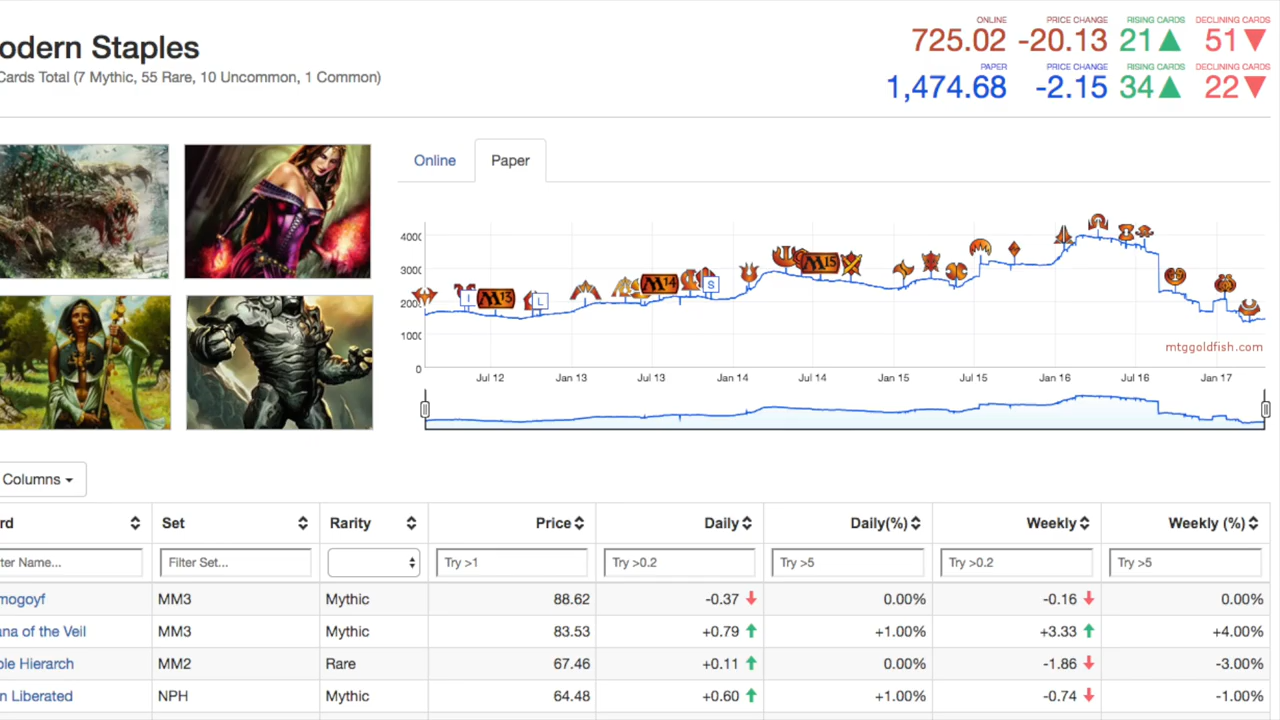 ONLINE PRICE CHANGE RISING CARDS DECLINING CARDS
odern Staples 725.02 -20.13 21 51
PAPER PRICE CHANGE RISING CARDS DECLINING CARDS
Cards Total (7 Mythic, 55 Rare, 10 Uncommon, 1 Common) 1,474.68 -2.15 34 22
Online Paper
4000
3000
2000
1000
0
I M13 L M14 S M15
mtggoldfish.com
Jul 12 Jan 13 Jul 13 Jan 14 Jul 14 Jan 15 Jul 15 Jan 16 Jul 16 Jan 17
Columns
rd Set Rarity Price Daily Daily(%) Weekly Weekly (%)
ter Name... Filter Set... Try >1 Try >0.2 Try >5 Try >0.2 Try >5
mogoyf MM3 Mythic 88.62 -0.37 0.00% -0.16 0.00%
ana of the Veil MM3 Mythic 83.53 +0.79 +1.00% +3.33 +4.00%
ble Hierarch MM2 Rare 67.46 +0.11 0.00% -1.86 -3.00%
n Liberated NPH Mythic 64.48 +0.60 +1.00% -0.74 -1.00%